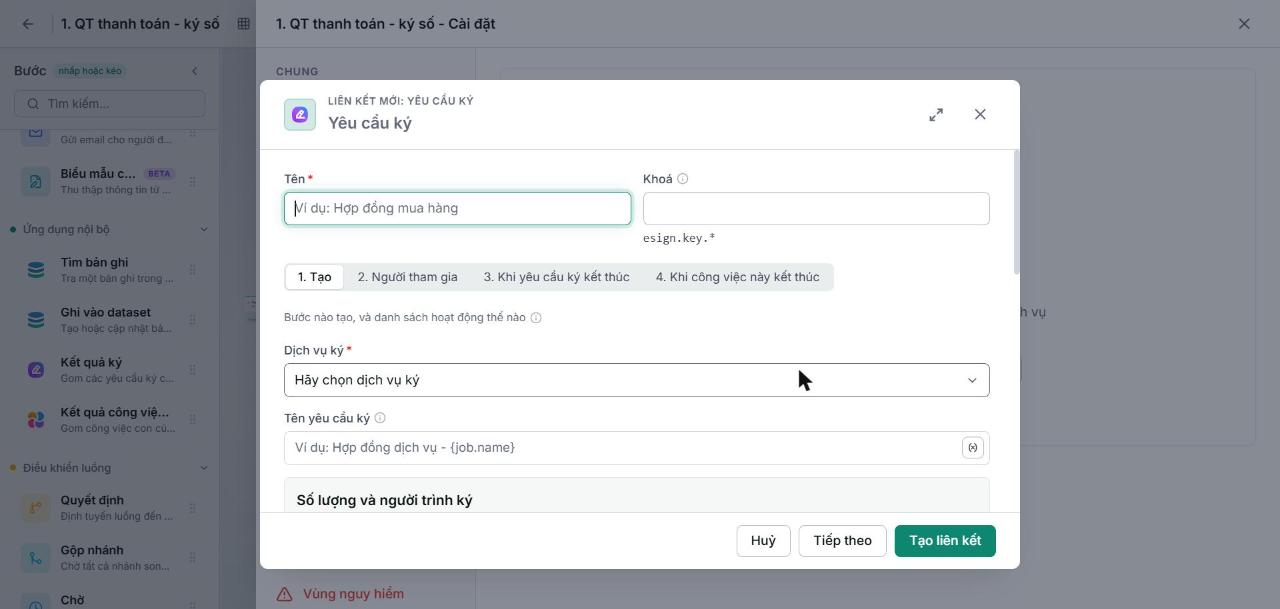 1. QT thanh toán - ký số
1. QT thanh toán - ký số - Cài đặt
Bước nhấp hoặc kéo
Tìm kiếm...
Gửi email cho người đ...
Biểu mẫu c... BETA
Thu thập thông tin từ ...
Ứng dụng nội bộ
Tìm bản ghi
Tra một bản ghi trong ...
Ghi vào dataset
Tạo hoặc cập nhật bả...
Kết quả ký
Gom các yêu cầu ký c...
Kết quả công việ...
Gom công việc con cú...
Điều khiển luồng
Quyết định
Định tuyến luồng đến ...
Gộp nhánh
Chờ tất cả nhánh son...
Chờ
CHUNG
LIÊN KẾT MỚI: YÊU CẦU KÝ
Yêu cầu ký
Tên *
Khoá
Ví dụ: Hợp đồng mua hàng
esign.key.*
1. Tạo
2. Người tham gia
3. Khi yêu cầu ký kết thúc
4. Khi công việc này kết thúc
Bước nào tạo, và danh sách hoạt động thế nào
Dịch vụ ký *
Hãy chọn dịch vụ ký
Tên yêu cầu ký
Ví dụ: Hợp đồng dịch vụ - {job.name}
(x)
Số lượng và người trình ký
Huỷ
Tiếp theo
Tạo liên kết
h vụ
Vùng nguy hiểm